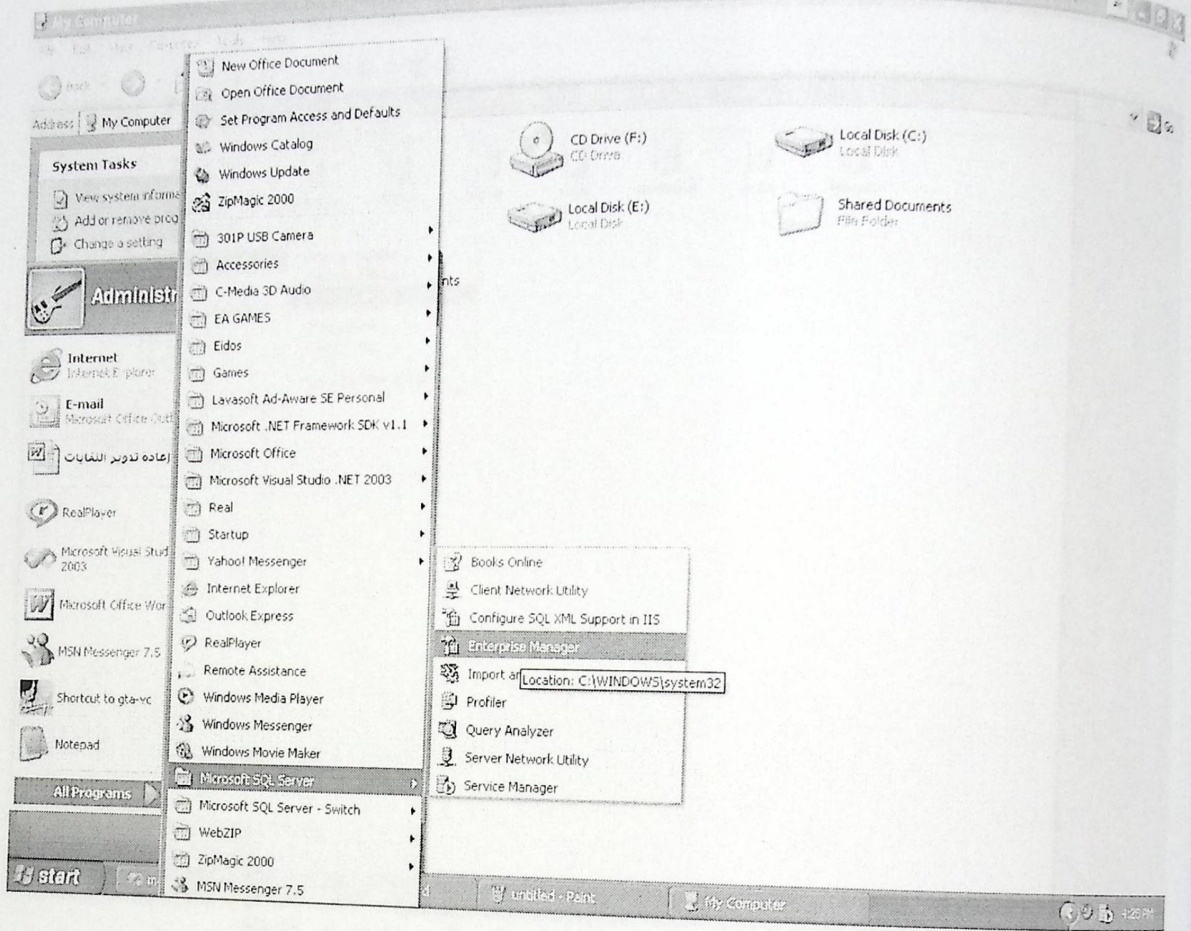 My Computer
Back
Address My Computer
Go
System Tasks
View system informa
Add or remove prog
Change a setting
CD Drive (F:)
CD Drive
Local Disk (C:)
Local Disk
Local Disk (E:)
Local Disk
Shared Documents
File Folder
nts
Administr
Internet
Internet Explorer
E-mail
Microsoft Office Outl
إعاده تدوير النفايات
RealPlayer
Microsoft Visual Stud
2003
Microsoft Office Wor
MSN Messenger 7.5
Shortcut to gta-vc
Notepad
All Programs
New Office Document
Open Office Document
Set Program Access and Defaults
Windows Catalog
Windows Update
ZipMagic 2000
301P USB Camera
Accessories
C-Media 3D Audio
EA GAMES
Eidos
Games
Lavasoft Ad-Aware SE Personal
Microsoft .NET Framework SDK v1.1
Microsoft Office
Microsoft Visual Studio .NET 2003
Real
Startup
Yahoo! Messenger
Internet Explorer
Outlook Express
RealPlayer
Remote Assistance
Windows Media Player
Windows Messenger
Windows Movie Maker
Microsoft SQL Server
Microsoft SQL Server - Switch
WebZIP
ZipMagic 2000
MSN Messenger 7.5
Books Online
Client Network Utility
Configure SQL XML Support in IIS
Enterprise Manager
Import ar
Location: C:\WINDOWS\system32
Profiler
Query Analyzer
Server Network Utility
Service Manager
start
untitled - Paint
My Computer
4:25 PM